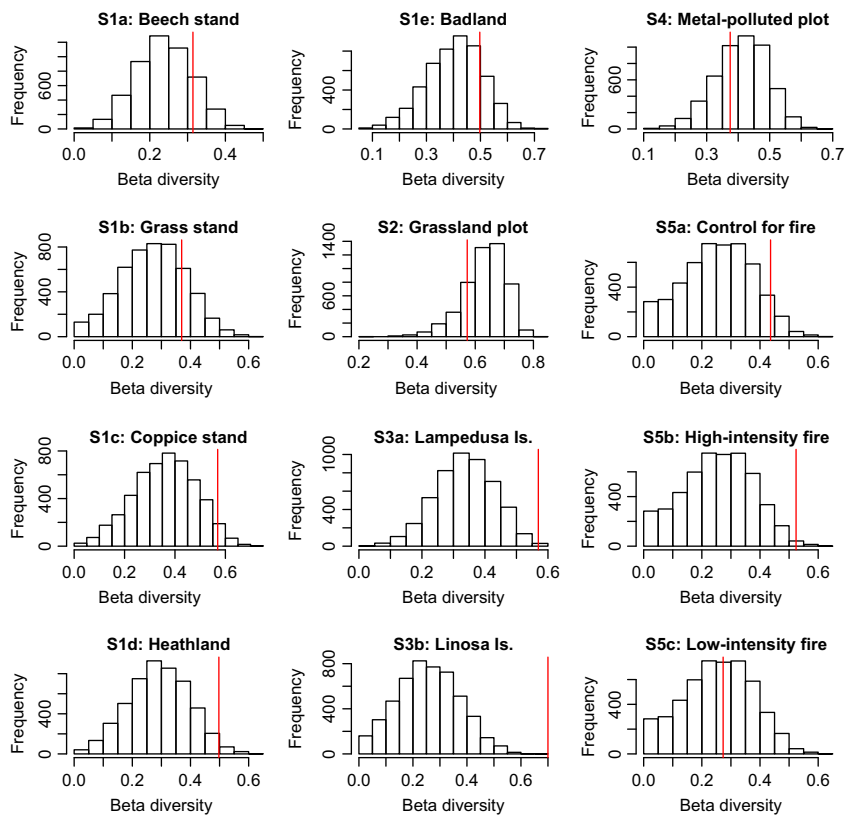 S1a: Beech stand
Frequency
0 600
0.0 0.2 0.4
Beta diversity
S1e: Badland
Frequency
0 400
0.1 0.3 0.5 0.7
Beta diversity
S4: Metal-polluted plot
Frequency
0 600
0.1 0.3 0.5 0.7
Beta diversity
S1b: Grass stand
Frequency
0 400 800
0.0 0.2 0.4 0.6
Beta diversity
S2: Grassland plot
Frequency
0 600 1400
0.2 0.4 0.6 0.8
Beta diversity
S5a: Control for fire
Frequency
0 400
0.0 0.2 0.4 0.6
Beta diversity
S1c: Coppice stand
Frequency
0 400 800
0.0 0.2 0.4 0.6
Beta diversity
S3a: Lampedusa Is.
Frequency
0 400 1000
0.0 0.2 0.4 0.6
Beta diversity
S5b: High-intensity fire
Frequency
0 400
0.0 0.2 0.4 0.6
Beta diversity
S1d: Heathland
Frequency
0 400
0.0 0.2 0.4 0.6
Beta diversity
S3b: Linosa Is.
Frequency
0 400 800
0.0 0.2 0.4 0.6
Beta diversity
S5c: Low-intensity fire
Frequency
0 400
0.0 0.2 0.4 0.6
Beta diversity